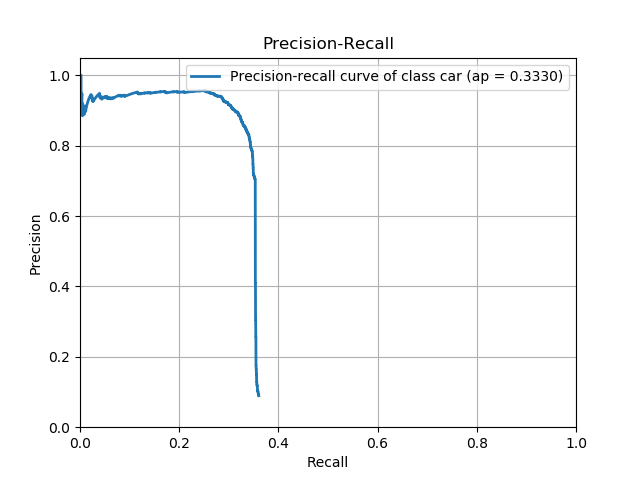 Precision-Recall
Precision-recall curve of class car (ap = 0.3330)
1.0
0.8
0.6
0.4
0.2
0.0
Precision
0.0 0.2 0.4 0.6 0.8 1.0
Recall